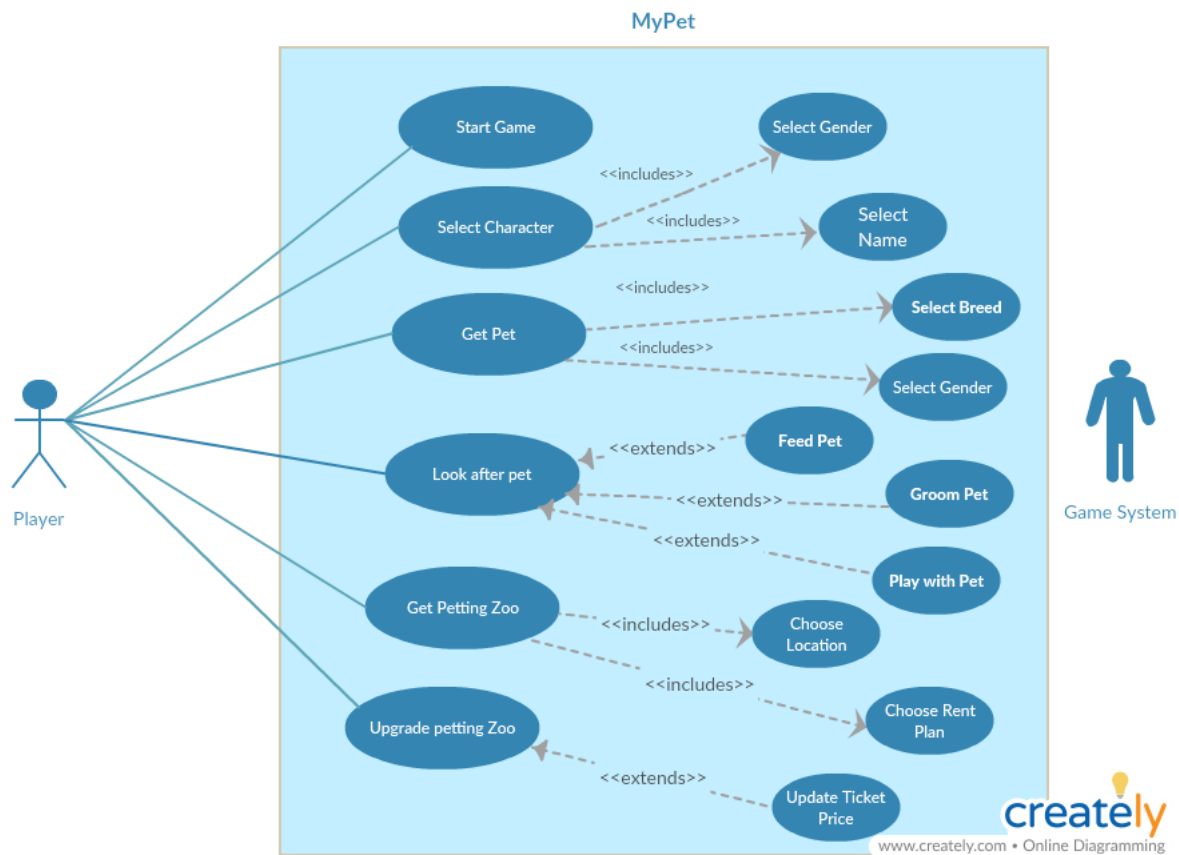 MyPet
Start Game
Select Gender
<<includes>>
Select Character
<<includes>>
Select
Name
<<includes>>
Select Breed
Get Pet
<<includes>>
Select Gender
<<extends>>
Feed Pet
Look after pet
Groom Pet
<<extends>>
Player
Game System
<<extends>>
Play with Pet
Get Petting Zoo
<<includes>>
Choose
Location
<<includes>>
Choose Rent
Plan
Upgrade petting Zoo
<<extends>>
Update Ticket
Price
creately
www.creately.com • Online Diagramming